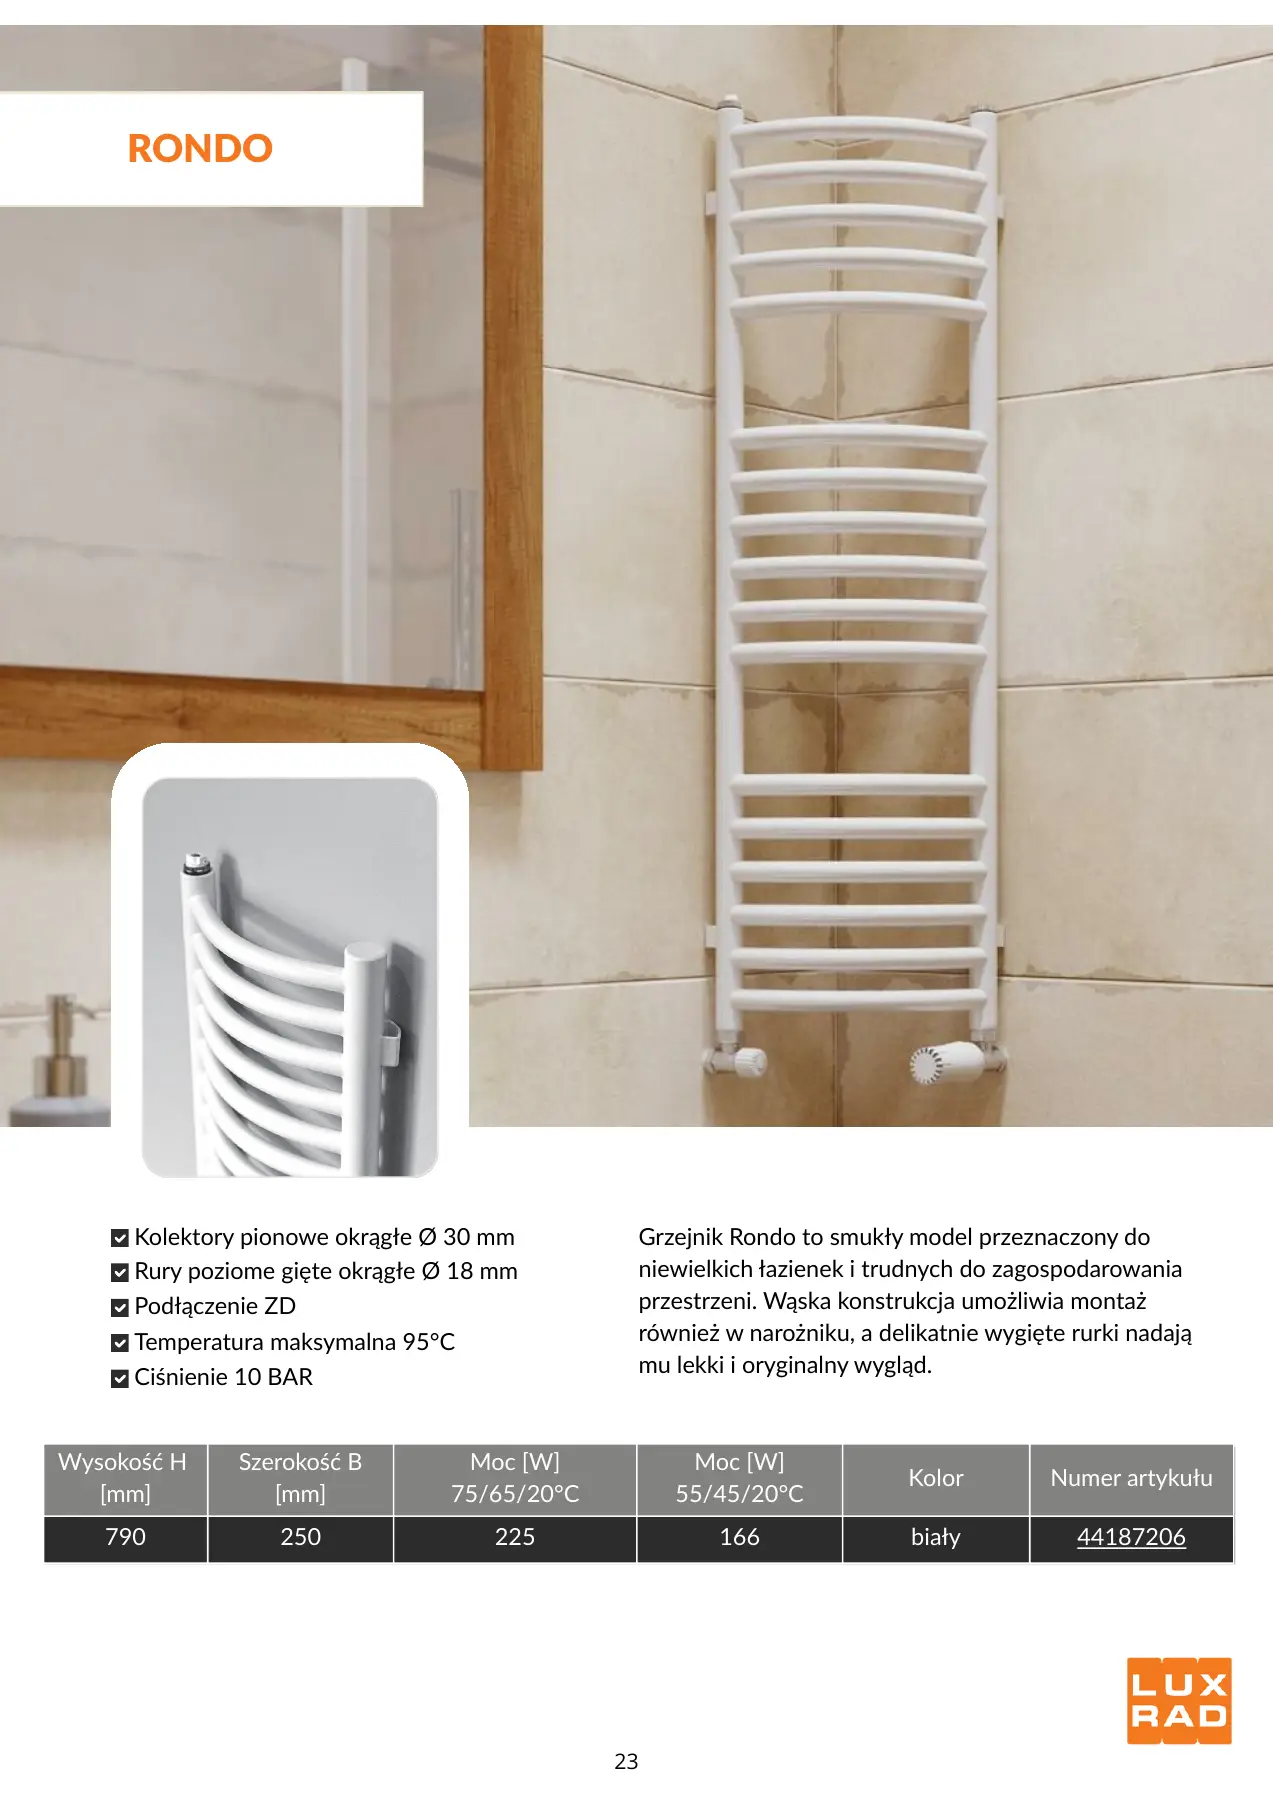 RONDO
Kolektory pionowe okrągłe Ø 30 mm
Rury poziome gięte okrągłe Ø 18 mm
Podłączenie ZD
Temperatura maksymalna 95°C
Ciśnienie 10 BAR
Grzejnik Rondo to smukły model przeznaczony do
niewielkich łazienek i trudnych do zagospodarowania
przestrzeni. Wąska konstrukcja umożliwia montaż
również w narożniku, a delikatnie wygięte rurki nadają
mu lekki i oryginalny wygląd.
Wysokość H [mm] Szerokość B [mm] Moc [W] 75/65/20°C Moc [W] 55/45/20°C Kolor Numer artykułu
790 250 225 166 biały 44187206
LUX
RAD
23